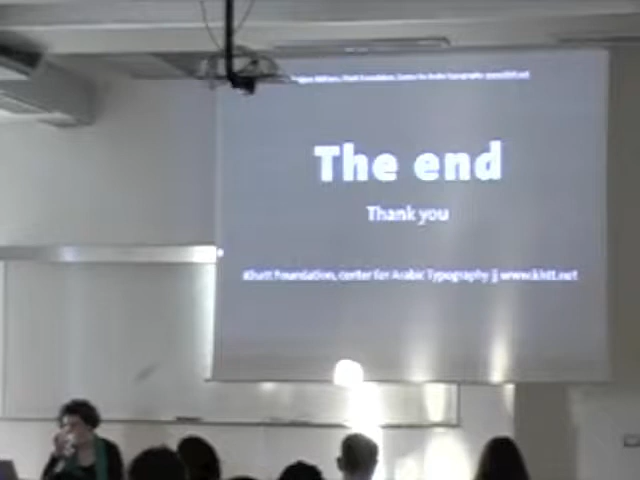 The end
Thank you
Khatt Foundation, center for Arabic Typography || www.khtt.net